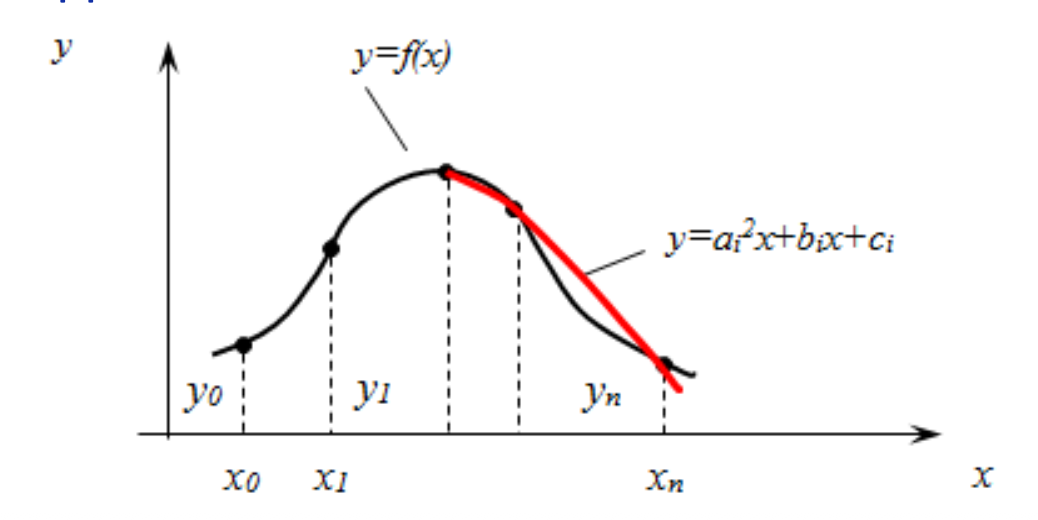 y
y=f(x)
y=aᵢ²x+bᵢx+cᵢ
y₀
y₁
yₙ
x₀
x₁
xₙ
x